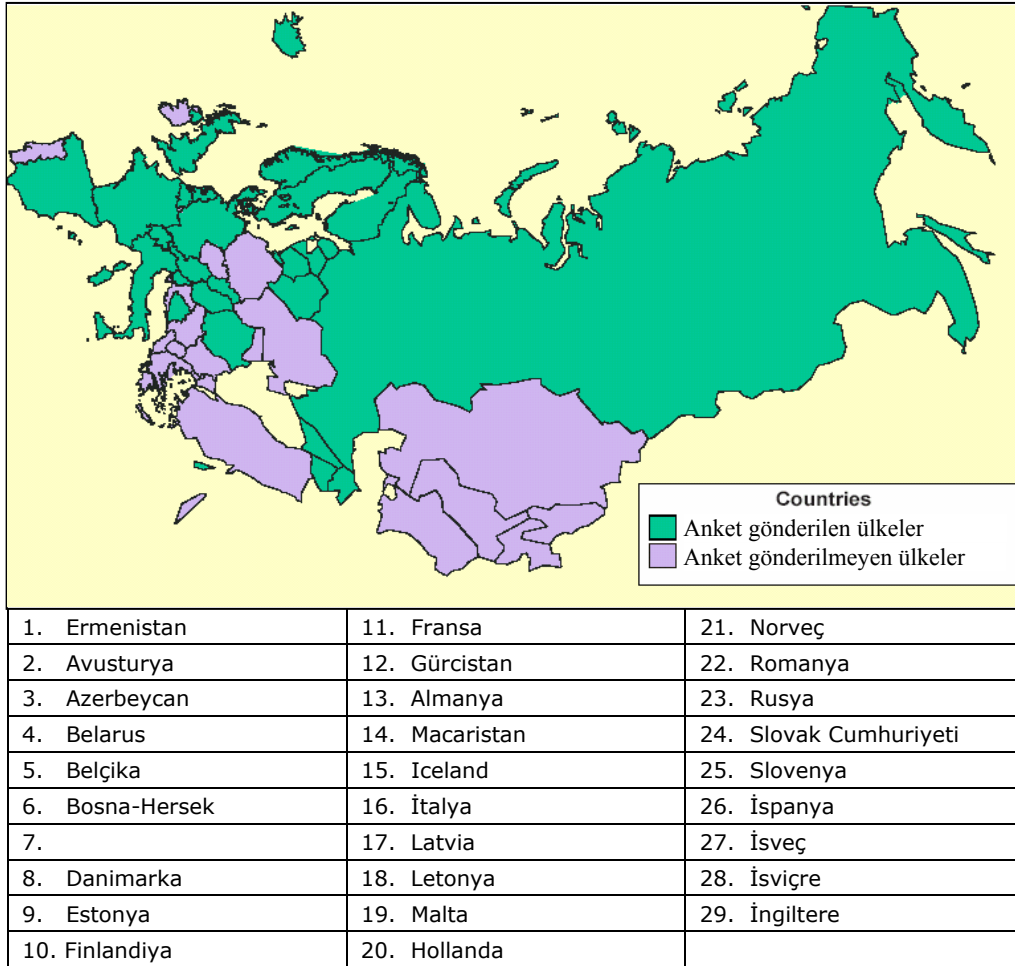 Countries
Anket gönderilen ülkeler
Anket gönderilmeyen ülkeler
1. Ermenistan 11. Fransa 21. Norveç
2. Avusturya 12. Gürcistan 22. Romanya
3. Azerbeycan 13. Almanya 23. Rusya
4. Belarus 14. Macaristan 24. Slovak Cumhuriyeti
5. Belçika 15. Iceland 25. Slovenya
6. Bosna-Hersek 16. İtalya 26. İspanya
7. 17. Latvia 27. İsveç
8. Danimarka 18. Letonya 28. İsviçre
9. Estonya 19. Malta 29. İngiltere
10. Finlandiya 20. Hollanda